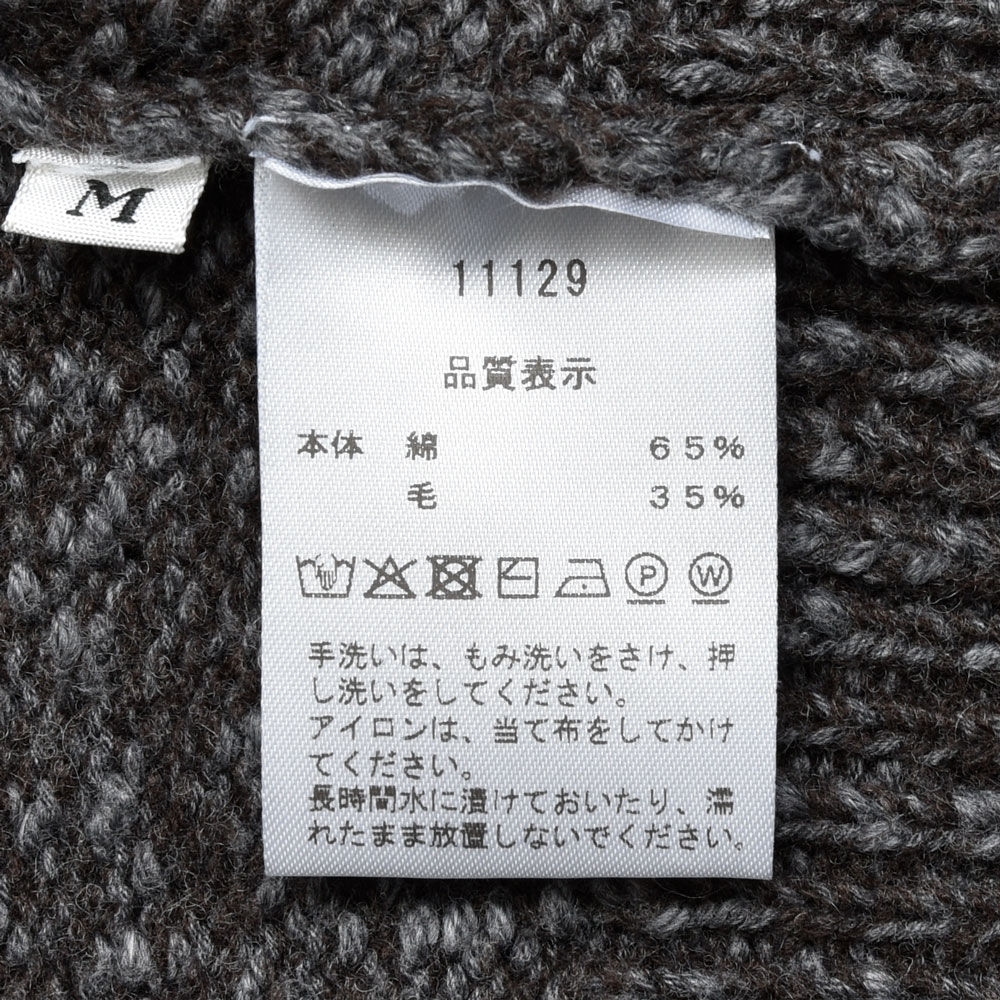 M
11129
品質表示
本体 綿 65%
毛 35%
P W
手洗いは、もみ洗いをさけ、押
し洗いをしてください。
アイロンは、当て布をしてかけ
てください。
長時間水に漬けておいたり、濡
れたまま放置しないでください。